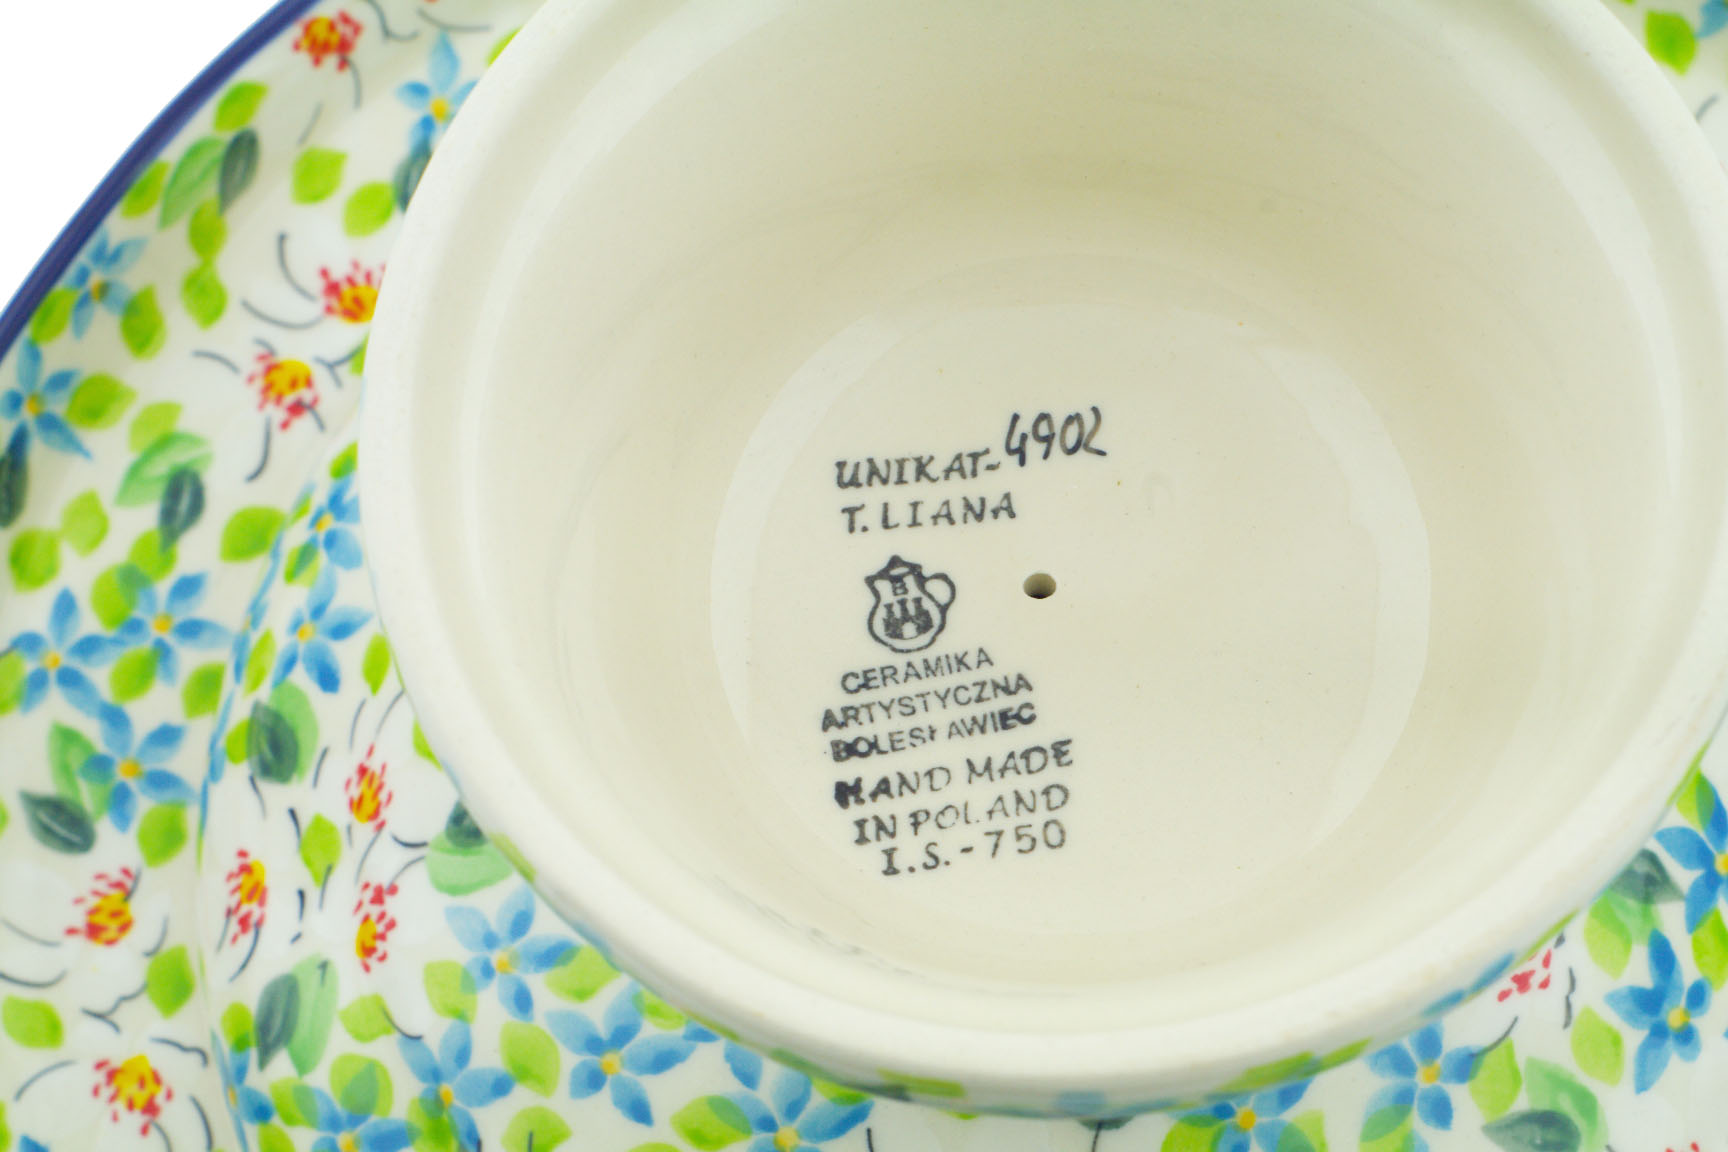 UNIKAT-4902
T. LIANA
B
CERAMIKA
ARTYSTYCZNA
BOLESŁAWIEC
HAND MADE
IN POLAND
I.S.-750